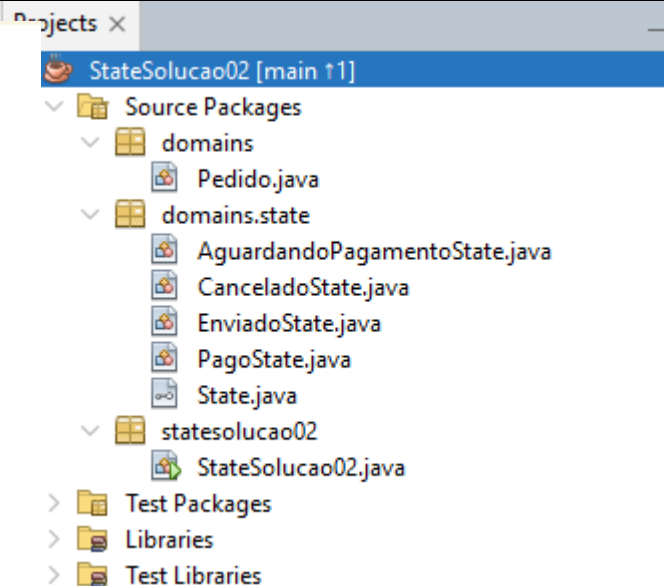 Projects ×
StateSolucao02 [main ↑1]
Source Packages
domains
Pedido.java
domains.state
AguardandoPagamentoState.java
CanceladoState.java
EnviadoState.java
PagoState.java
State.java
statesolucao02
StateSolucao02.java
Test Packages
Libraries
Test Libraries